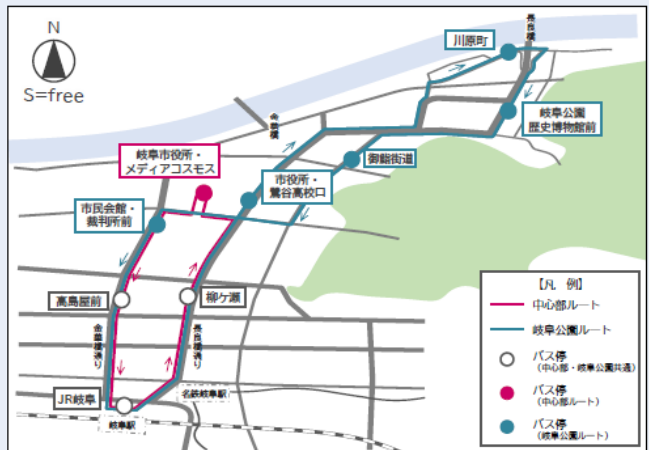 N
S=free
長良橋
川原町
岐阜公園
歴史博物館前
金華橋
岐阜市役所・
メディアコスモス
御鮨街道
市役所・
鶯谷高校口
市民会館・
裁判所前
高島屋前
柳ケ瀬
金華橋通り
長良橋通り
JR岐阜
名鉄岐阜駅
岐阜駅
【凡 例】
中心部ルート
岐阜公園ルート
バス停
(中心部・岐阜公園共通)
バス停
(中心部ルート)
バス停
(岐阜公園ルート)